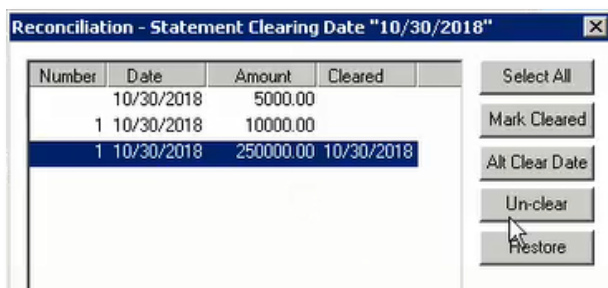 Reconciliation - Statement Clearing Date "10/30/2018"
Number Date Amount Cleared
10/30/2018 5000.00
1 10/30/2018 10000.00
1 10/30/2018 250000.00 10/30/2018
Select All
Mark Cleared
Alt Clear Date
Un-clear
Restore